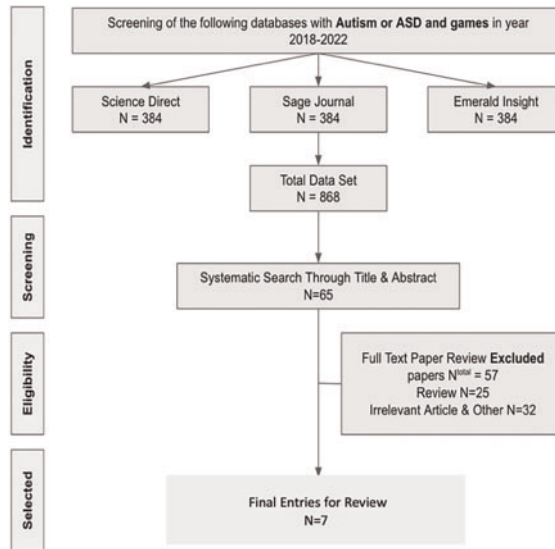 Screening of the following databases with Autism or ASD and games in year
2018-2022
Identification
Science Direct
N = 384
Sage Journal
N = 384
Emerald Insight
N = 384
Total Data Set
N = 868
Screening
Systematic Search Through Title & Abstract
N=65
Eligibility
Full Text Paper Review Excluded
papers Ntotal = 57
Review N=25
Irrelevant Article & Other N=32
Selected
Final Entries for Review
N=7